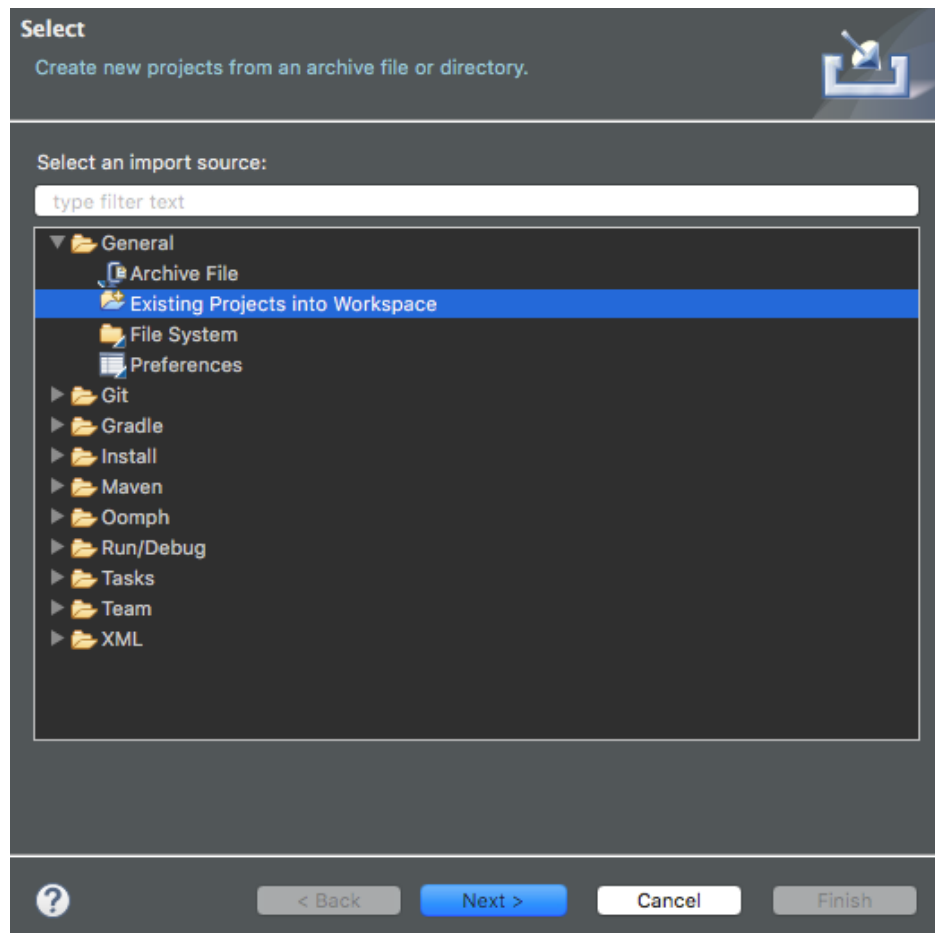 Select
Create new projects from an archive file or directory.
Select an import source:
type filter text
General
Archive File
Existing Projects into Workspace
File System
Preferences
Git
Gradle
Install
Maven
Oomph
Run/Debug
Tasks
Team
XML
?
< Back Next > Cancel Finish